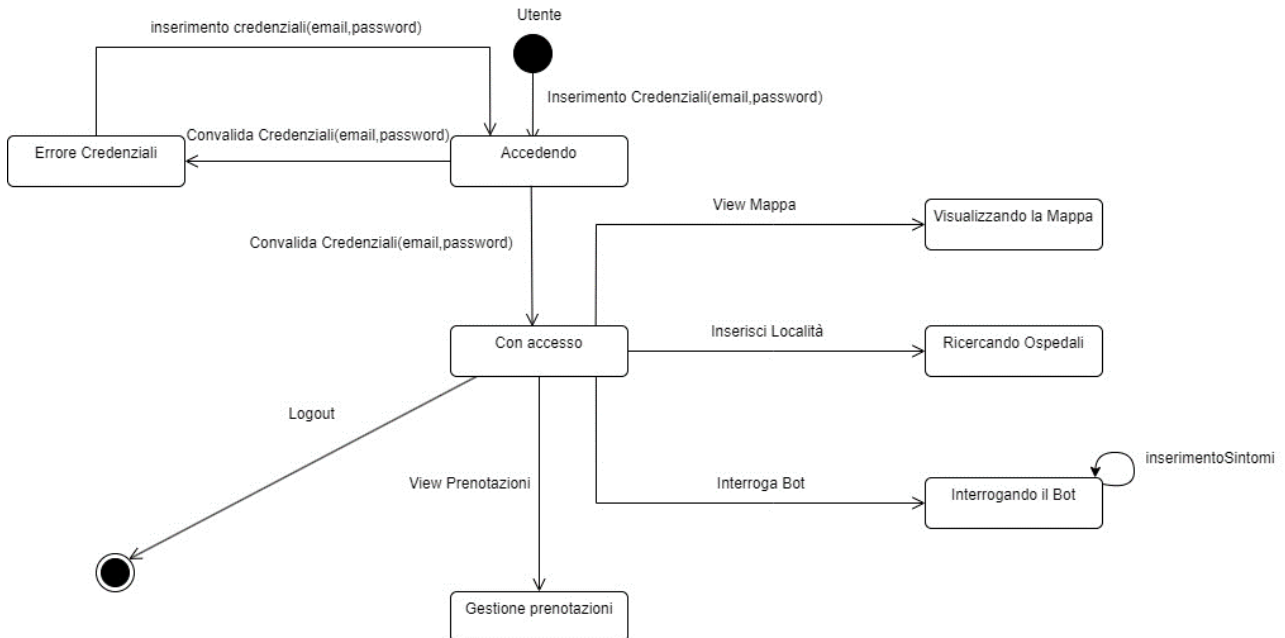 Utente
inserimento credenziali(email,password)
Inserimento Credenziali(email,password)
Convalida Credenziali(email,password)
Errore Credenziali
Accedendo
View Mappa
Visualizzando la Mappa
Convalida Credenziali(email,password)
Inserisci Località
Con accesso
Ricercando Ospedali
Logout
inserimentoSintomi
View Prenotazioni
Interroga Bot
Interrogando il Bot
Gestione prenotazioni